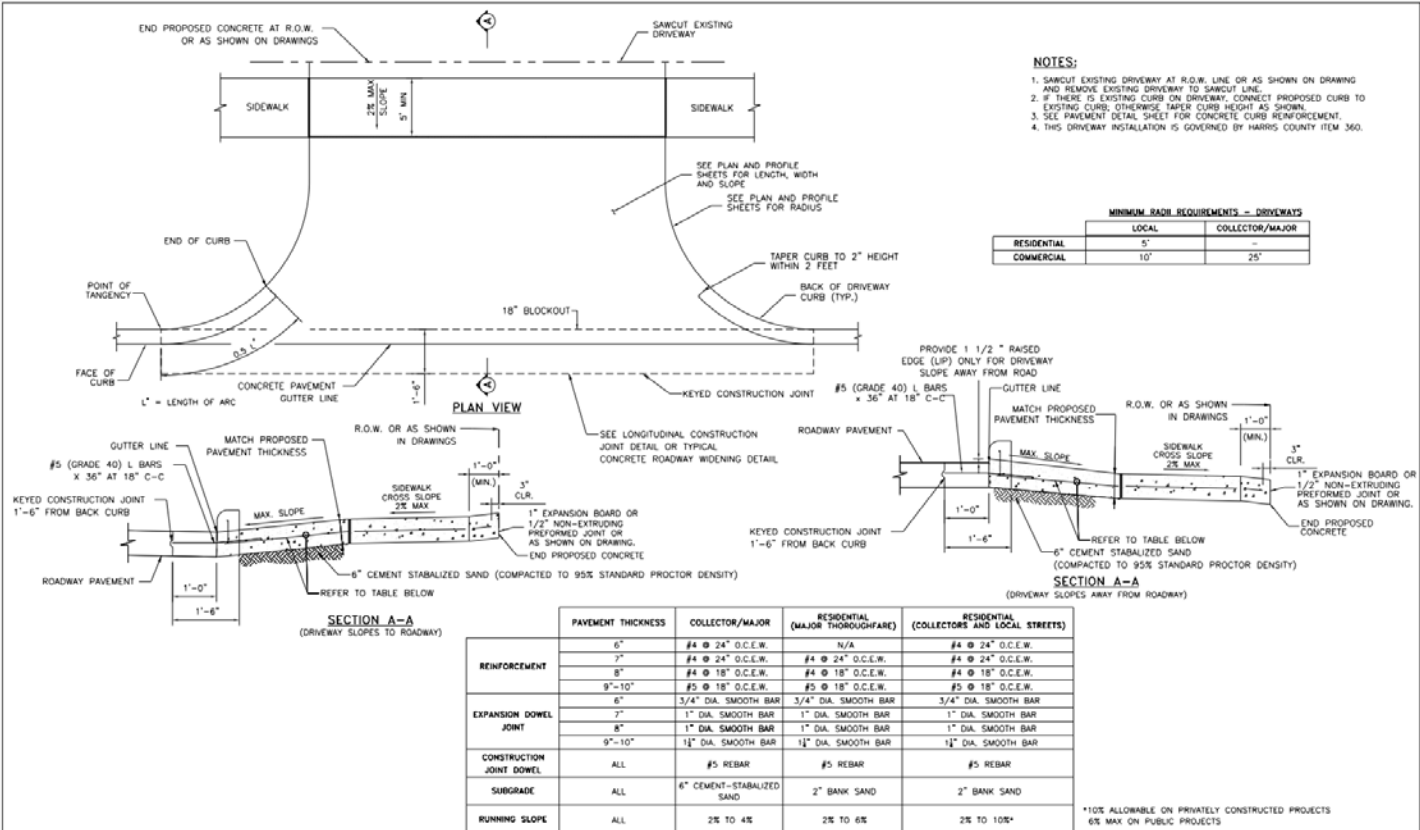 END PROPOSED CONCRETE AT R.O.W.
OR AS SHOWN ON DRAWINGS
A
SAWCUT EXISTING
DRIVEWAY
SIDEWALK
2% MAX
SLOPE
5' MIN
SIDEWALK
SEE PLAN AND PROFILE
SHEETS FOR LENGTH, WIDTH
AND SLOPE
SEE PLAN AND PROFILE
SHEETS FOR RADIUS
END OF CURB
TAPER CURB TO 2" HEIGHT
WITHIN 2 FEET
POINT OF
TANGENCY
BACK OF DRIVEWAY
CURB (TYP.)
18" BLOCKOUT
0.5 L"
FACE OF
CURB
CONCRETE PAVEMENT
GUTTER LINE
1'-6"
A
KEYED CONSTRUCTION JOINT
L" = LENGTH OF ARC
PLAN VIEW
SEE LONGITUDINAL CONSTRUCTION
JOINT DETAIL OR TYPICAL
CONCRETE ROADWAY WIDENING DETAIL
NOTES:
1. SAWCUT EXISTING DRIVEWAY AT R.O.W. LINE OR AS SHOWN ON DRAWING
AND REMOVE EXISTING DRIVEWAY TO SAWCUT LINE.
2. IF THERE IS EXISTING CURB ON DRIVEWAY, CONNECT PROPOSED CURB TO
EXISTING CURB; OTHERWISE TAPER CURB HEIGHT AS SHOWN.
3. SEE PAVEMENT DETAIL SHEET FOR CONCRETE CURB REINFORCEMENT.
4. THIS DRIVEWAY INSTALLATION IS GOVERNED BY HARRIS COUNTY ITEM 360.
MINIMUM RADII REQUIREMENTS - DRIVEWAYS
LOCAL COLLECTOR/MAJOR
RESIDENTIAL 5' -
COMMERCIAL 10' 25'
GUTTER LINE
#5 (GRADE 40) L BARS
x 36" AT 18" C-C
KEYED CONSTRUCTION JOINT
1'-6" FROM BACK CURB
MATCH PROPOSED
PAVEMENT THICKNESS
R.O.W. OR AS SHOWN
IN DRAWINGS
1'-0"
(MIN.)
3"
CLR.
MAX. SLOPE
SIDEWALK
CROSS SLOPE
2% MAX
1" EXPANSION BOARD OR
1/2" NON-EXTRUDING
PREFORMED JOINT OR
AS SHOWN ON DRAWING.
END PROPOSED CONCRETE
6" CEMENT STABALIZED SAND (COMPACTED TO 95% STANDARD PROCTOR DENSITY)
ROADWAY PAVEMENT
REFER TO TABLE BELOW
1'-0"
1'-6"
SECTION A-A
(DRIVEWAY SLOPES TO ROADWAY)
PROVIDE 1 1/2 " RAISED
EDGE (LIP) ONLY FOR DRIVEWAY
SLOPE AWAY FROM ROAD
#5 (GRADE 40) L BARS
x 36" AT 18" C-C
GUTTER LINE
MATCH PROPOSED
PAVEMENT THICKNESS
R.O.W. OR AS SHOWN
IN DRAWINGS
1'-0"
(MIN.)
ROADWAY PAVEMENT
MAX. SLOPE
SIDEWALK
CROSS SLOPE
2% MAX
3"
CLR.
1" EXPANSION BOARD OR
1/2" NON-EXTRUDING
PREFORMED JOINT OR
AS SHOWN ON DRAWING.
END PROPOSED
CONCRETE
KEYED CONSTRUCTION JOINT
1'-6" FROM BACK CURB
1'-0"
1'-6"
REFER TO TABLE BELOW
6" CEMENT STABALIZED SAND
(COMPACTED TO 95% STANDARD PROCTOR DENSITY)
SECTION A-A
(DRIVEWAY SLOPES AWAY FROM ROADWAY)
PAVEMENT THICKNESS COLLECTOR/MAJOR RESIDENTIAL (MAJOR THOROUGHFARE) RESIDENTIAL (COLLECTORS AND LOCAL STREETS)
REINFORCEMENT
6" #4 @ 24" O.C.E.W. N/A #4 @ 24" O.C.E.W.
7" #4 @ 24" O.C.E.W. #4 @ 24" O.C.E.W. #4 @ 24" O.C.E.W.
8" #4 @ 18" O.C.E.W. #4 @ 18" O.C.E.W. #4 @ 18" O.C.E.W.
9"-10" #5 @ 18" O.C.E.W. #5 @ 18" O.C.E.W. #5 @ 18" O.C.E.W.
EXPANSION DOWEL
JOINT
6" 3/4" DIA. SMOOTH BAR 3/4" DIA. SMOOTH BAR 3/4" DIA. SMOOTH BAR
7" 1" DIA. SMOOTH BAR 1" DIA. SMOOTH BAR 1" DIA. SMOOTH BAR
8" 1" DIA. SMOOTH BAR 1" DIA. SMOOTH BAR 1" DIA. SMOOTH BAR
9"-10" 1¼" DIA. SMOOTH BAR 1¼" DIA. SMOOTH BAR 1¼" DIA. SMOOTH BAR
CONSTRUCTION
JOINT DOWEL
ALL #5 REBAR #5 REBAR #5 REBAR
SUBGRADE ALL 6" CEMENT-STABALIZED SAND 2" BANK SAND 2" BANK SAND
RUNNING SLOPE ALL 2% TO 4% 2% TO 6% 2% TO 10%*
*10% ALLOWABLE ON PRIVATELY CONSTRUCTED PROJECTS
6% MAX ON PUBLIC PROJECTS